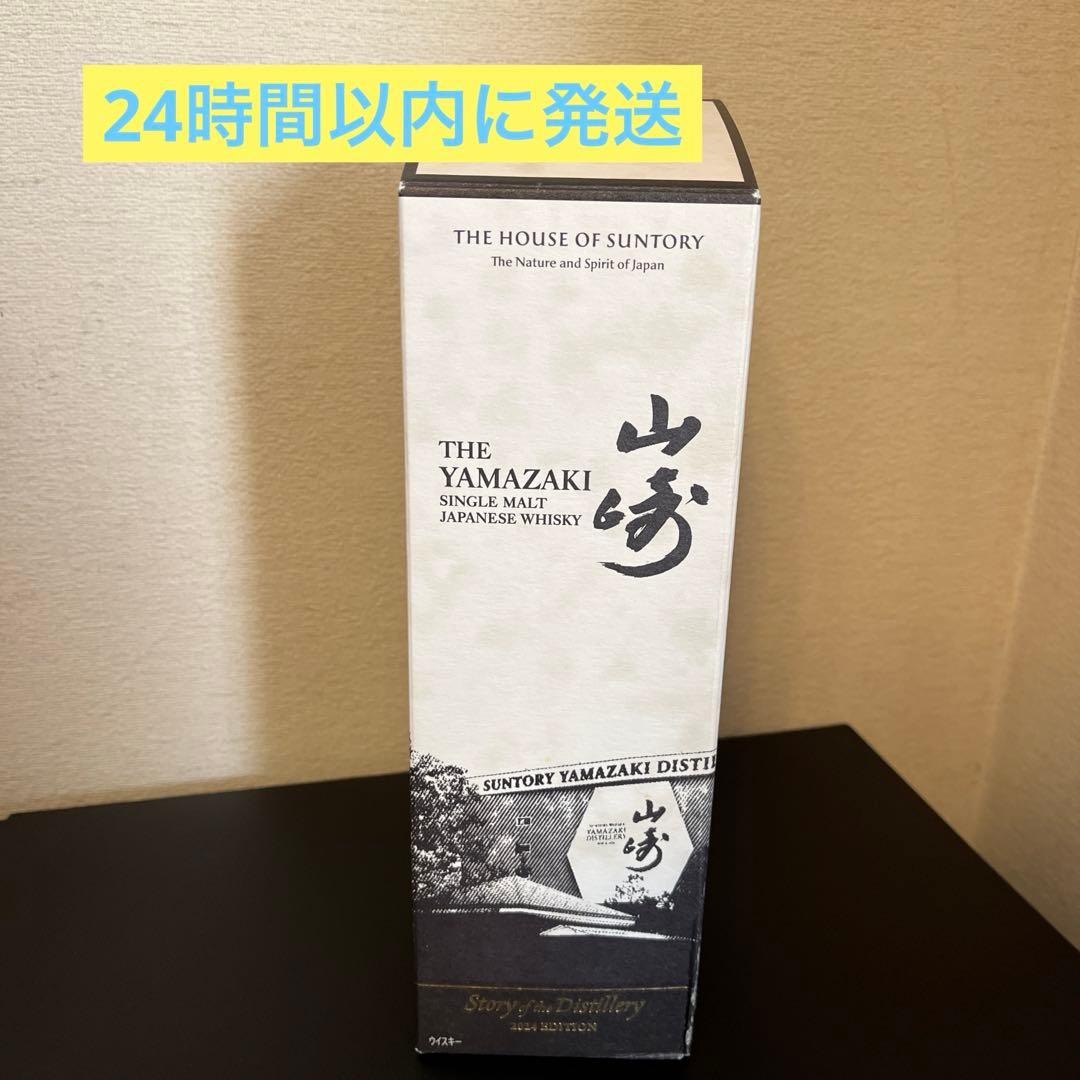 24時間以内に発送
THE HOUSE OF SUNTORY
The Nature and Spirit of Japan
山崎
THE
YAMAZAKI
SINGLE MALT
JAPANESE WHISKY
SUNTORY YAMAZAKI DISTI
山崎
YAMAZAKI
DISTILLERY
Story of the Distillery
2024 EDITION
ウイスキー